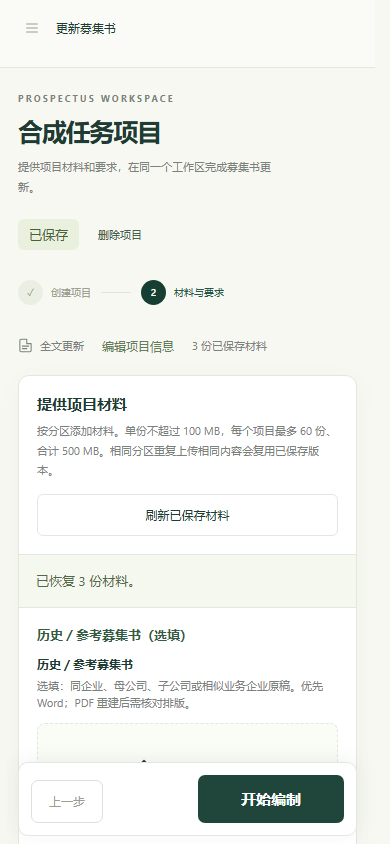 更新募集书
PROSPECTUS WORKSPACE
合成任务项目
提供项目材料和要求，在同一个工作区完成募集书更
新。
已保存
删除项目
创建项目
2
材料与要求
全文更新
编辑项目信息
3 份已保存材料
提供项目材料
按分区添加材料。单份不超过 100 MB，每个项目最多 60 份、
合计 500 MB。相同分区重复上传相同内容会复用已保存版
本。
刷新已保存材料
已恢复 3 份材料。
历史 / 参考募集书（选填）
历史 / 参考募集书
选填：同企业、母公司、子公司或相似业务企业原稿。优先
Word；PDF 重建后需核对排版。
上一步
开始编制